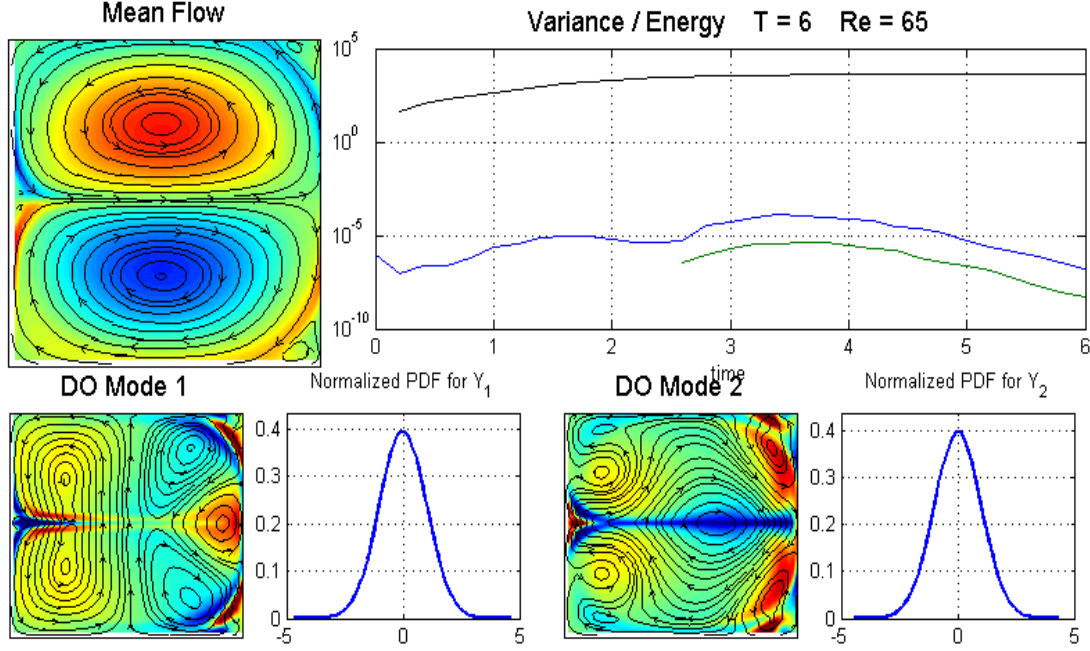 Mean Flow
Variance / Energy T = 6 Re = 65
10^5
10^0
10^-5
10^-10
0 1 2 3 4 5 6
time
DO Mode 1
Normalized PDF for Y_1
DO Mode 2
Normalized PDF for Y_2
0.4
0.3
0.2
0.1
0
-5 0 5
0.4
0.3
0.2
0.1
0
-5 0 5